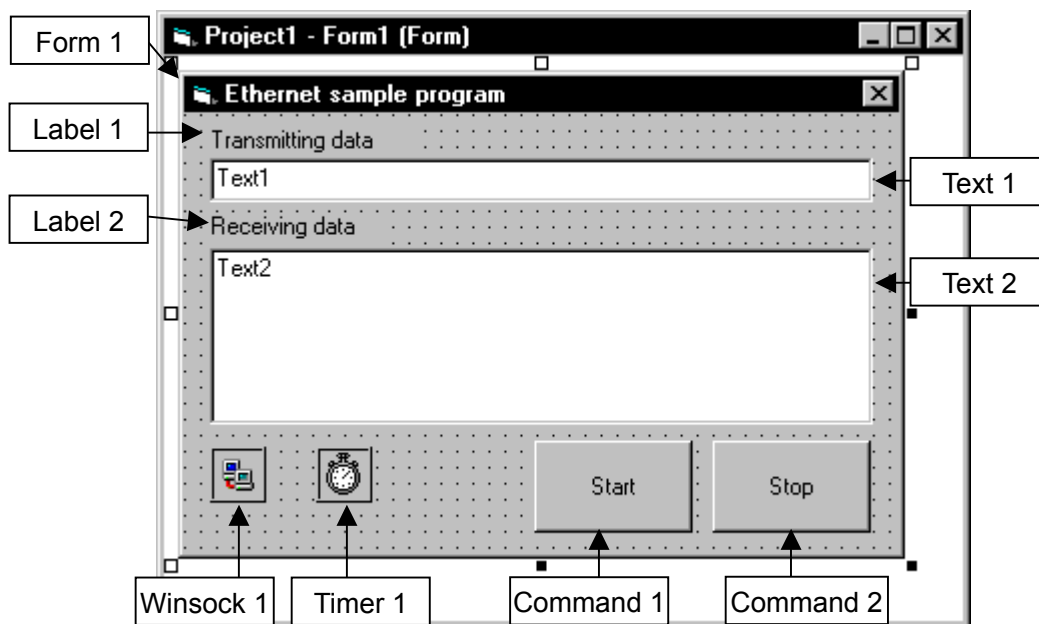 Project1 - Form1 (Form)
Form 1
Ethernet sample program
Label 1
Transmitting data
Text1
Text 1
Label 2
Receiving data
Text2
Text 2
Start
Stop
Winsock 1
Timer 1
Command 1
Command 2